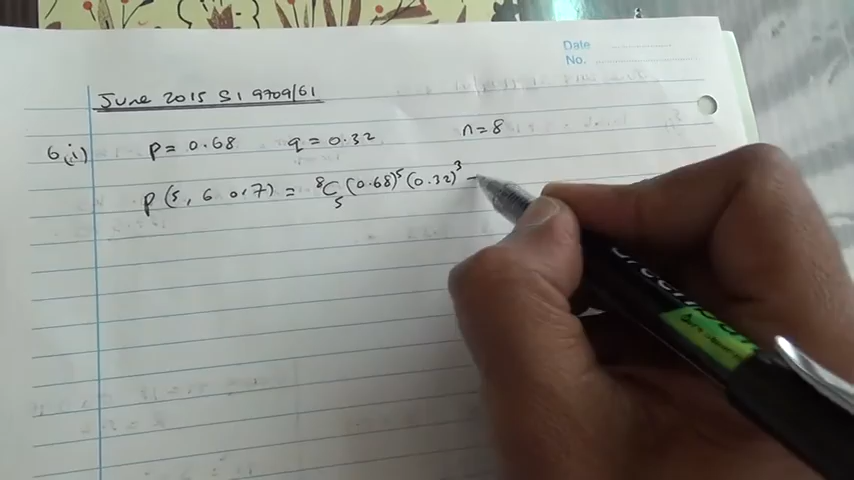 Date
No.
June 2015 S1 9709/61
6(i) p = 0.68 q = 0.32 n = 8
P(5, 6 or 7) = ⁸C₅ (0.68)⁵ (0.32)³